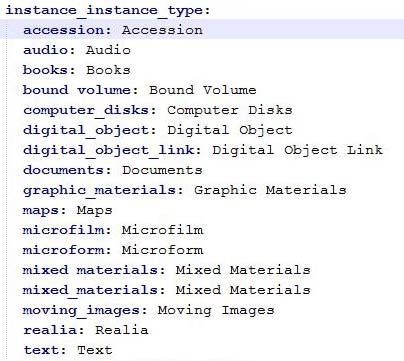 instance_instance_type:
accession: Accession
audio: Audio
books: Books
bound volume: Bound Volume
computer_disks: Computer Disks
digital_object: Digital Object
digital_object_link: Digital Object Link
documents: Documents
graphic_materials: Graphic Materials
maps: Maps
microfilm: Microfilm
microform: Microform
mixed materials: Mixed Materials
mixed_materials: Mixed Materials
moving_images: Moving Images
realia: Realia
text: Text